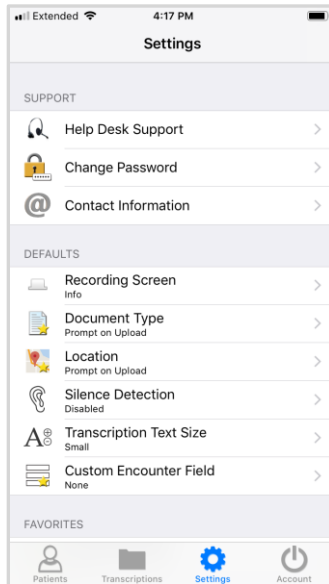 Extended 4:17 PM
Settings
SUPPORT
Help Desk Support
Change Password
Contact Information
DEFAULTS
Recording Screen
Info
Document Type
Prompt on Upload
Location
Prompt on Upload
Silence Detection
Disabled
Transcription Text Size
Small
Custom Encounter Field
None
FAVORITES
Patients Transcriptions Settings Account